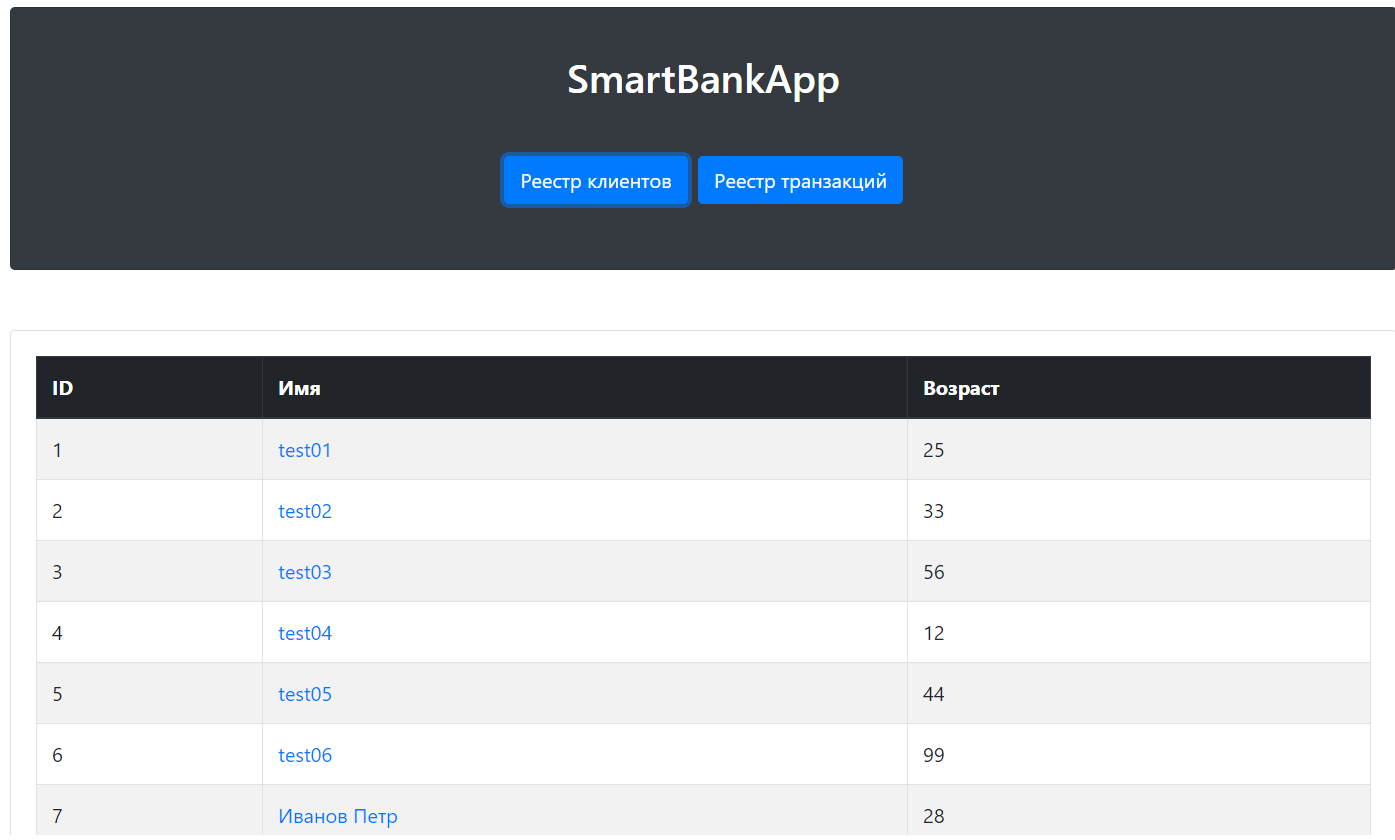 SmartBankApp
Реестр клиентов Реестр транзакций
ID Имя Возраст
1 test01 25
2 test02 33
3 test03 56
4 test04 12
5 test05 44
6 test06 99
7 Иванов Петр 28